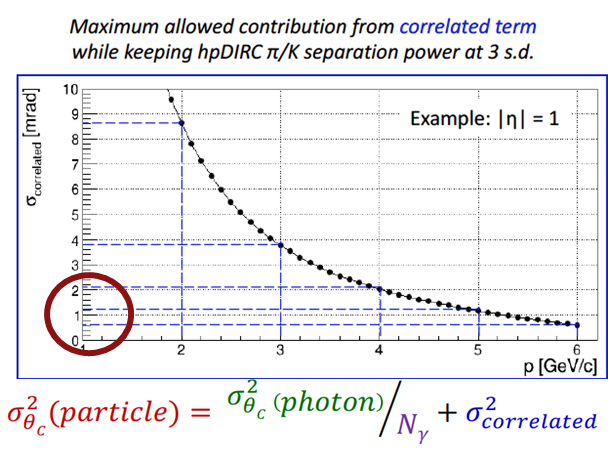 Maximum allowed contribution from correlated term
while keeping hpDIRC π/K separation power at 3 s.d.
σcorrelated [mrad]
10
9
8
7
6
5
4
3
2
1
0
Example: |η| = 1
1 2 3 4 5 6
p [GeV/c]
σ²θc (particle) = σ²θc (photon)/Nγ + σ²correlated